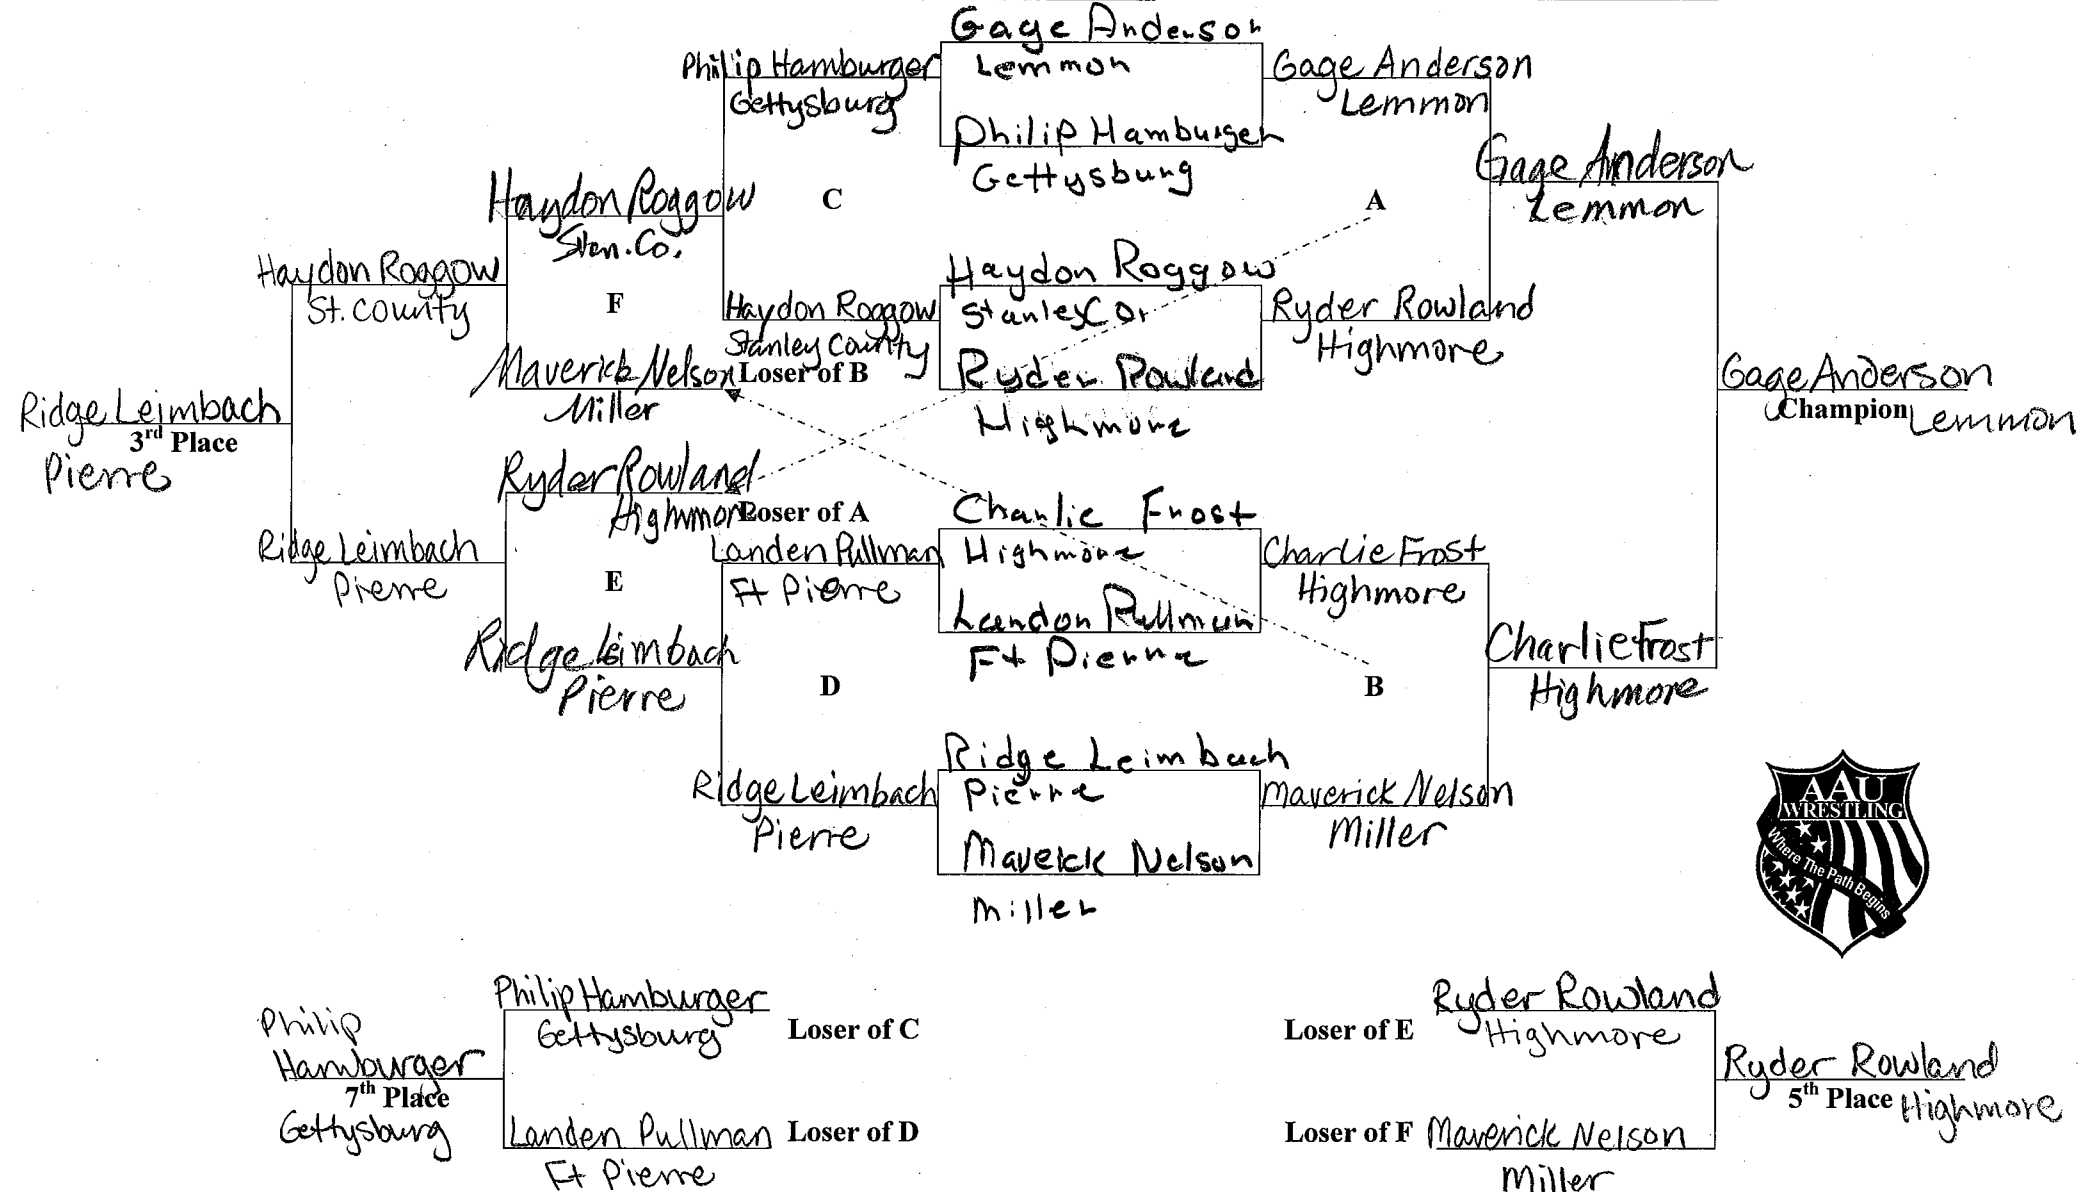 Gage Anderson
Lemmon
Philip Hamburger
Gettysburg
Philip Hamburger
Gettysburg
Gage Anderson
Lemmon
Gage Anderson
Lemmon
C
A
Haydon Roggow
Stan. Co.
Haydon Roggow
St. County
F
Haydon Roggow
Stanley County
Haydon Roggow
Stanley Co
Ryder Rowland
Highmore
Ryder Rowland
Highmore
Maverick Nelson
Miller
Loser of B
Ridge Leimbach
3rd Place
Pierre
Gage Anderson
Champion Lemmon
Ryder Rowland
Highmore
Loser of A
Ridge Leimbach
Pierre
E
Landen Pullman
Ft Pierre
Charlie Frost
Highmore
Landon Pullman
Ft Pierre
Charlie Frost
Highmore
Ridge Leimbach
Pierre
D
B
Charlie Frost
Highmore
Ridge Leimbach
Pierre
Ridge Leimbach
Pierre
Maveick Nelson
Miller
Maverick Nelson
Miller
AAU
WRESTLING
Where The Path Begins
Philip Hamburger
Gettysburg
Loser of C
Philip
Hamburger
7th Place
Gettysburg
Landen Pullman
Ft Pierre
Loser of D
Loser of E
Ryder Rowland
Highmore
Ryder Rowland
5th Place Highmore
Loser of F
Maverick Nelson
Miller